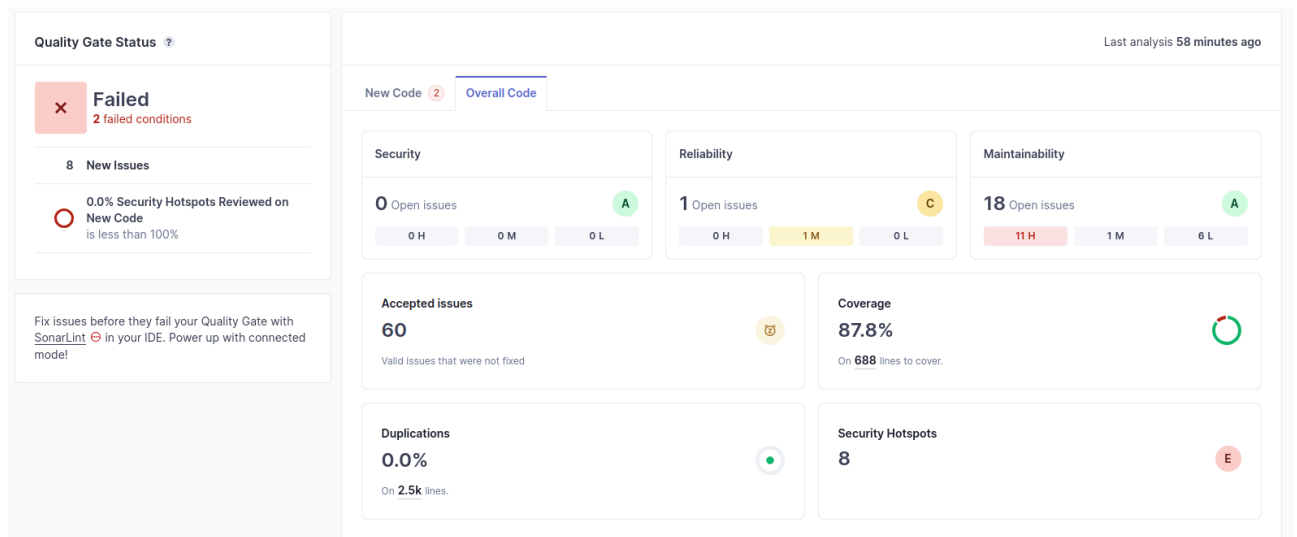 Quality Gate Status ?
Failed
2 failed conditions
8 New Issues
0.0% Security Hotspots Reviewed on
New Code
is less than 100%
Fix issues before they fail your Quality Gate with
SonarLint in your IDE. Power up with connected
mode!
Last analysis 58 minutes ago
New Code 2 Overall Code
Security
0 Open issues A
0 H 0 M 0 L
Reliability
1 Open issues C
0 H 1 M 0 L
Maintainability
18 Open issues A
11 H 1 M 6 L
Accepted issues
60
Valid issues that were not fixed
Coverage
87.8%
On 688 lines to cover.
Duplications
0.0%
On 2.5k lines.
Security Hotspots
8 E